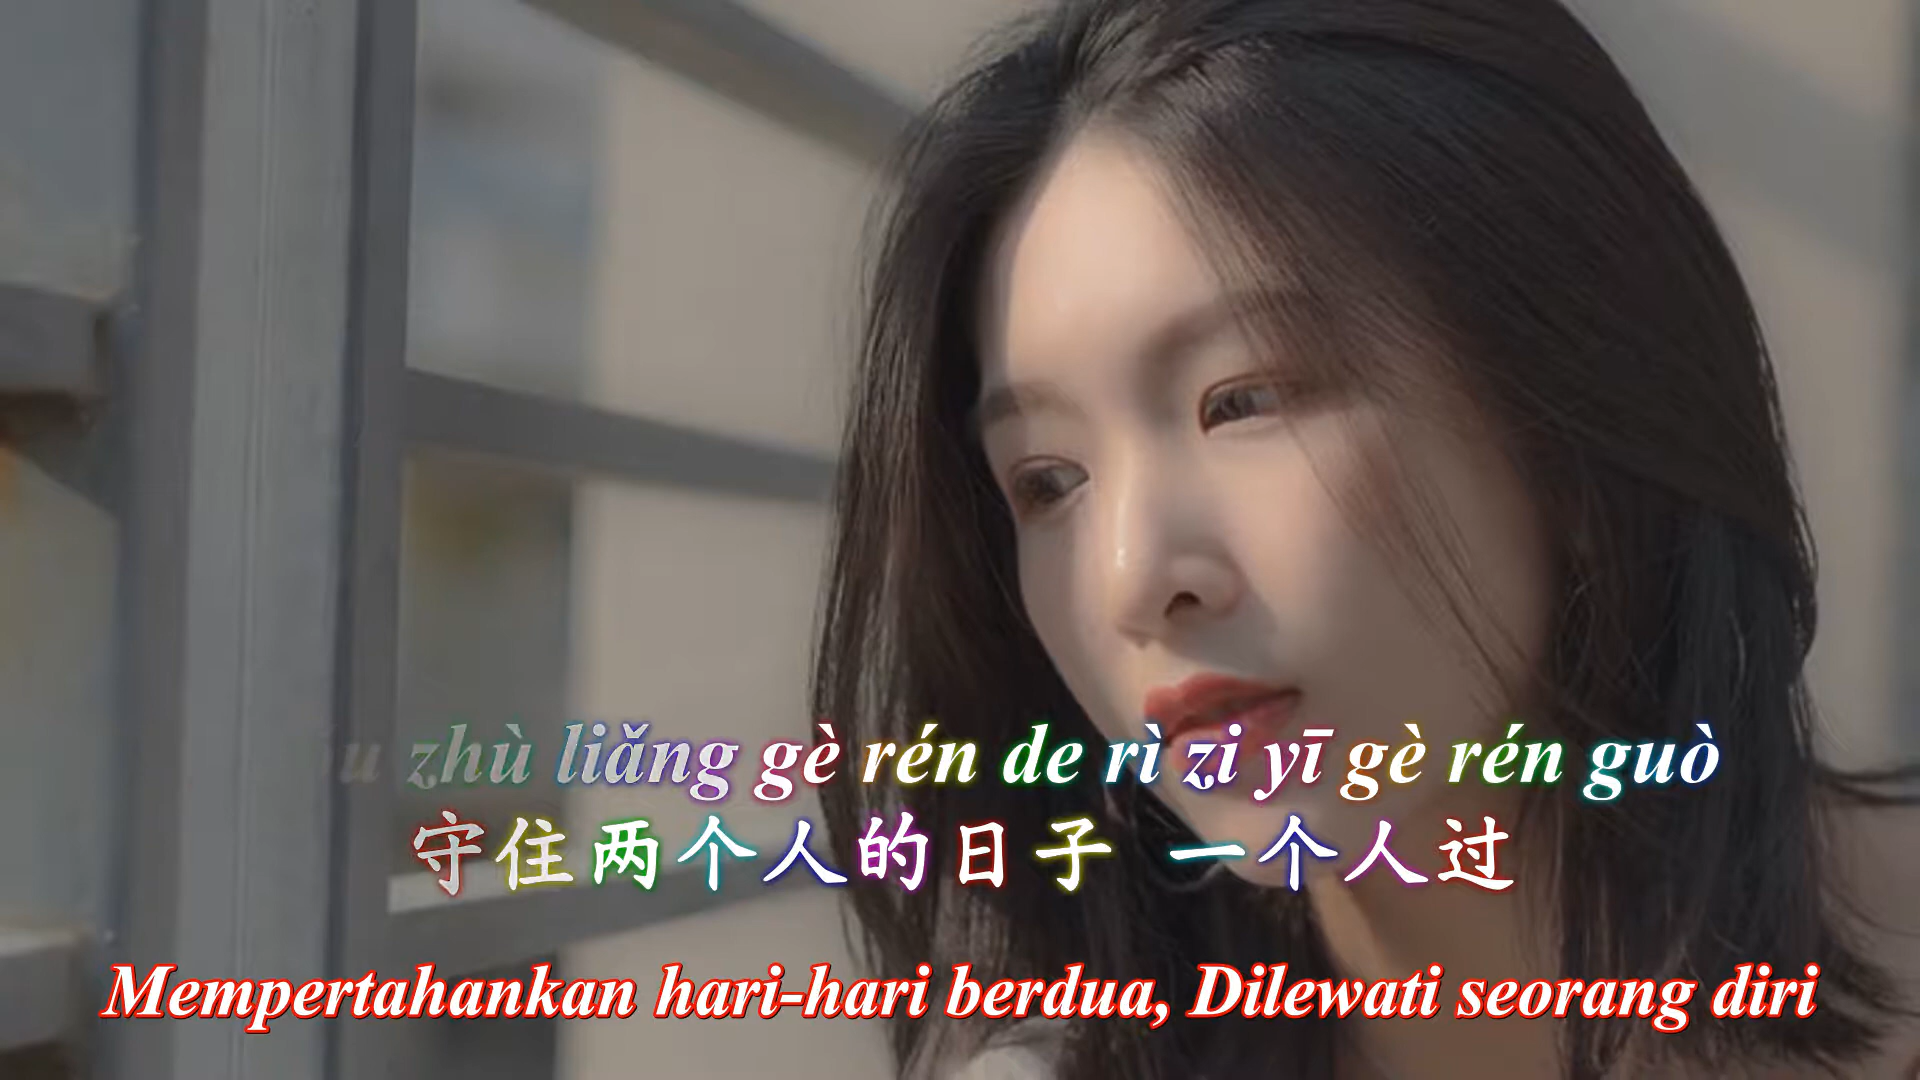 zhù liǎng gè rén de rì zi yī gè rén guò
守住两个人的日子 一个人过
Mempertahankan hari-hari berdua, Dilewati seorang diri